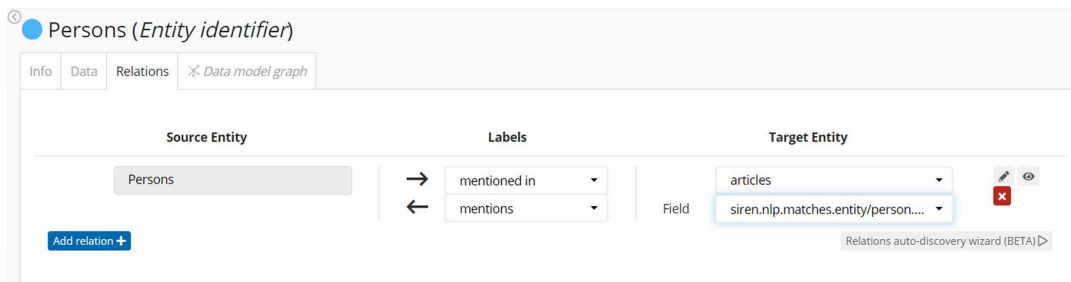 Persons (Entity identifier)
Info Data Relations Data model graph
Source Entity Labels Target Entity
Persons mentioned in articles
mentions Field siren.nlp.matches.entity/person....
Add relation Relations auto-discovery wizard (BETA)